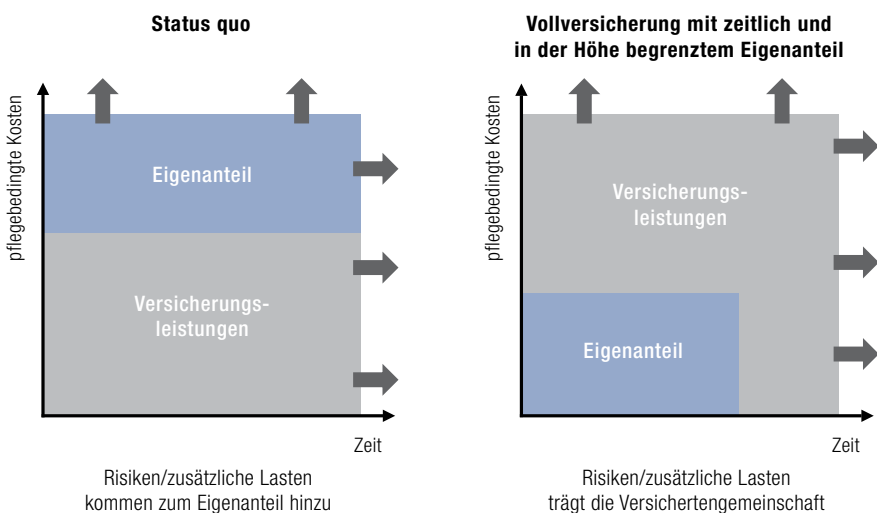 Status quo
pflegebedingte Kosten
Eigenanteil
Versicherungs-
leistungen
Zeit
Risiken/zusätzliche Lasten
kommen zum Eigenanteil hinzu
Vollversicherung mit zeitlich und
in der Höhe begrenztem Eigenanteil
pflegebedingte Kosten
Versicherungs-
leistungen
Eigenanteil
Zeit
Risiken/zusätzliche Lasten
trägt die Versichertengemeinschaft